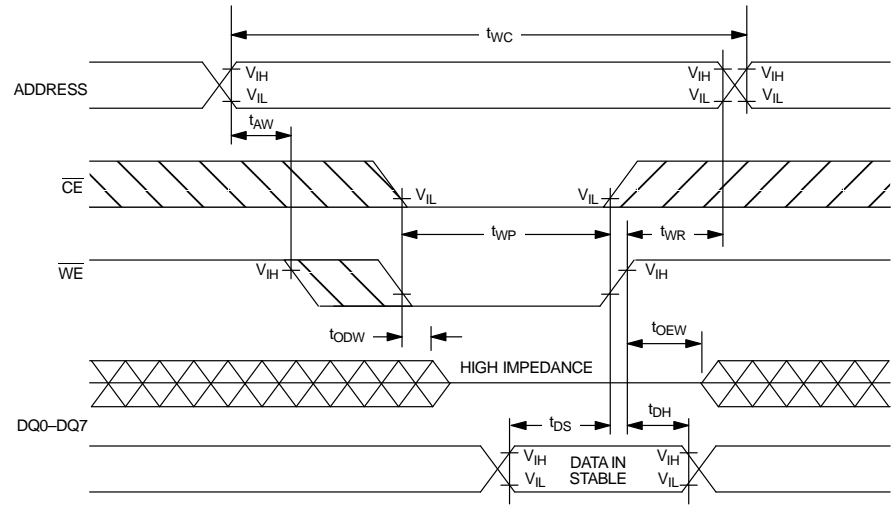 tWC
ADDRESS
VIH
VIL
VIH
VIL
VIH
VIL
tAW
CE
VIL
VIL
tWP
tWR
WE
VIH
VIH
tODW
tOEW
HIGH IMPEDANCE
DQ0–DQ7
tDS
tDH
VIH
VIL
DATA IN
STABLE
VIH
VIL